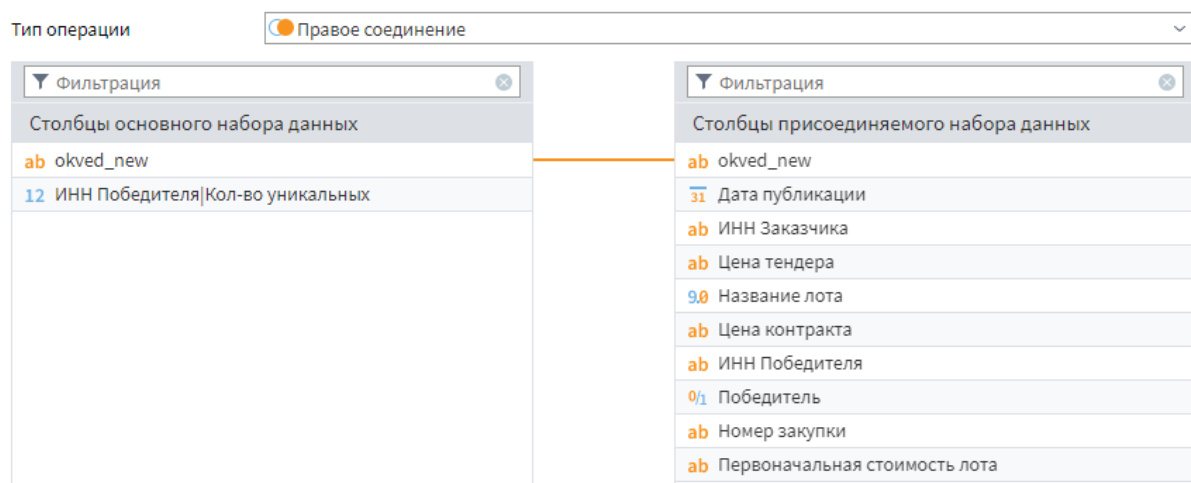 Тип операции
Правое соединение
Фильтрация
Столбцы основного набора данных
ab okved_new
12 ИНН Победителя|Кол-во уникальных
Фильтрация
Столбцы присоединяемого набора данных
ab okved_new
31 Дата публикации
ab ИНН Заказчика
ab Цена тендера
9.0 Название лота
ab Цена контракта
ab ИНН Победителя
0/1 Победитель
ab Номер закупки
ab Первоначальная стоимость лота